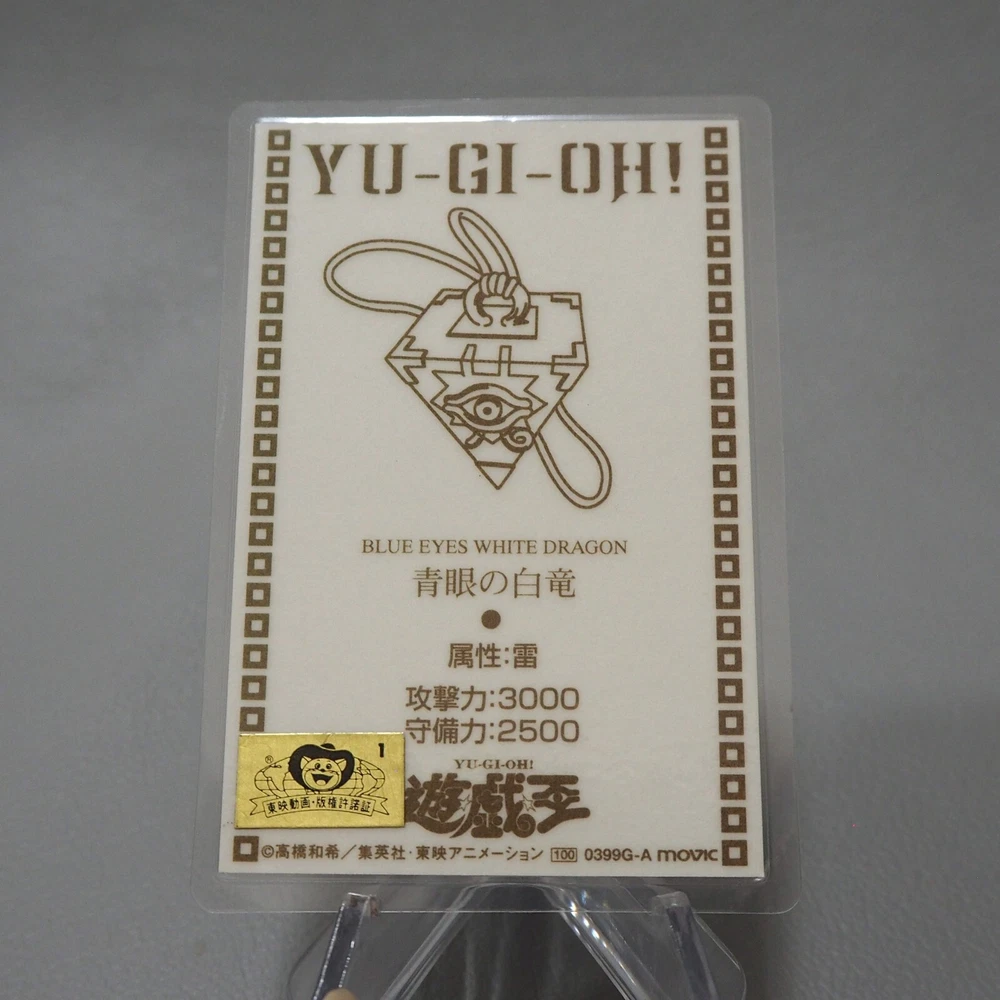 YU-GI-OH!
BLUE EYES WHITE DRAGON
青眼の白竜
●
属性:雷
攻撃力:3000
守備力:2500
YU-GI-OH!
遊戯王
® 1
東映動画・版権許諾証
©高橋和希／集英社・東映アニメーション 100 0399G-A movic